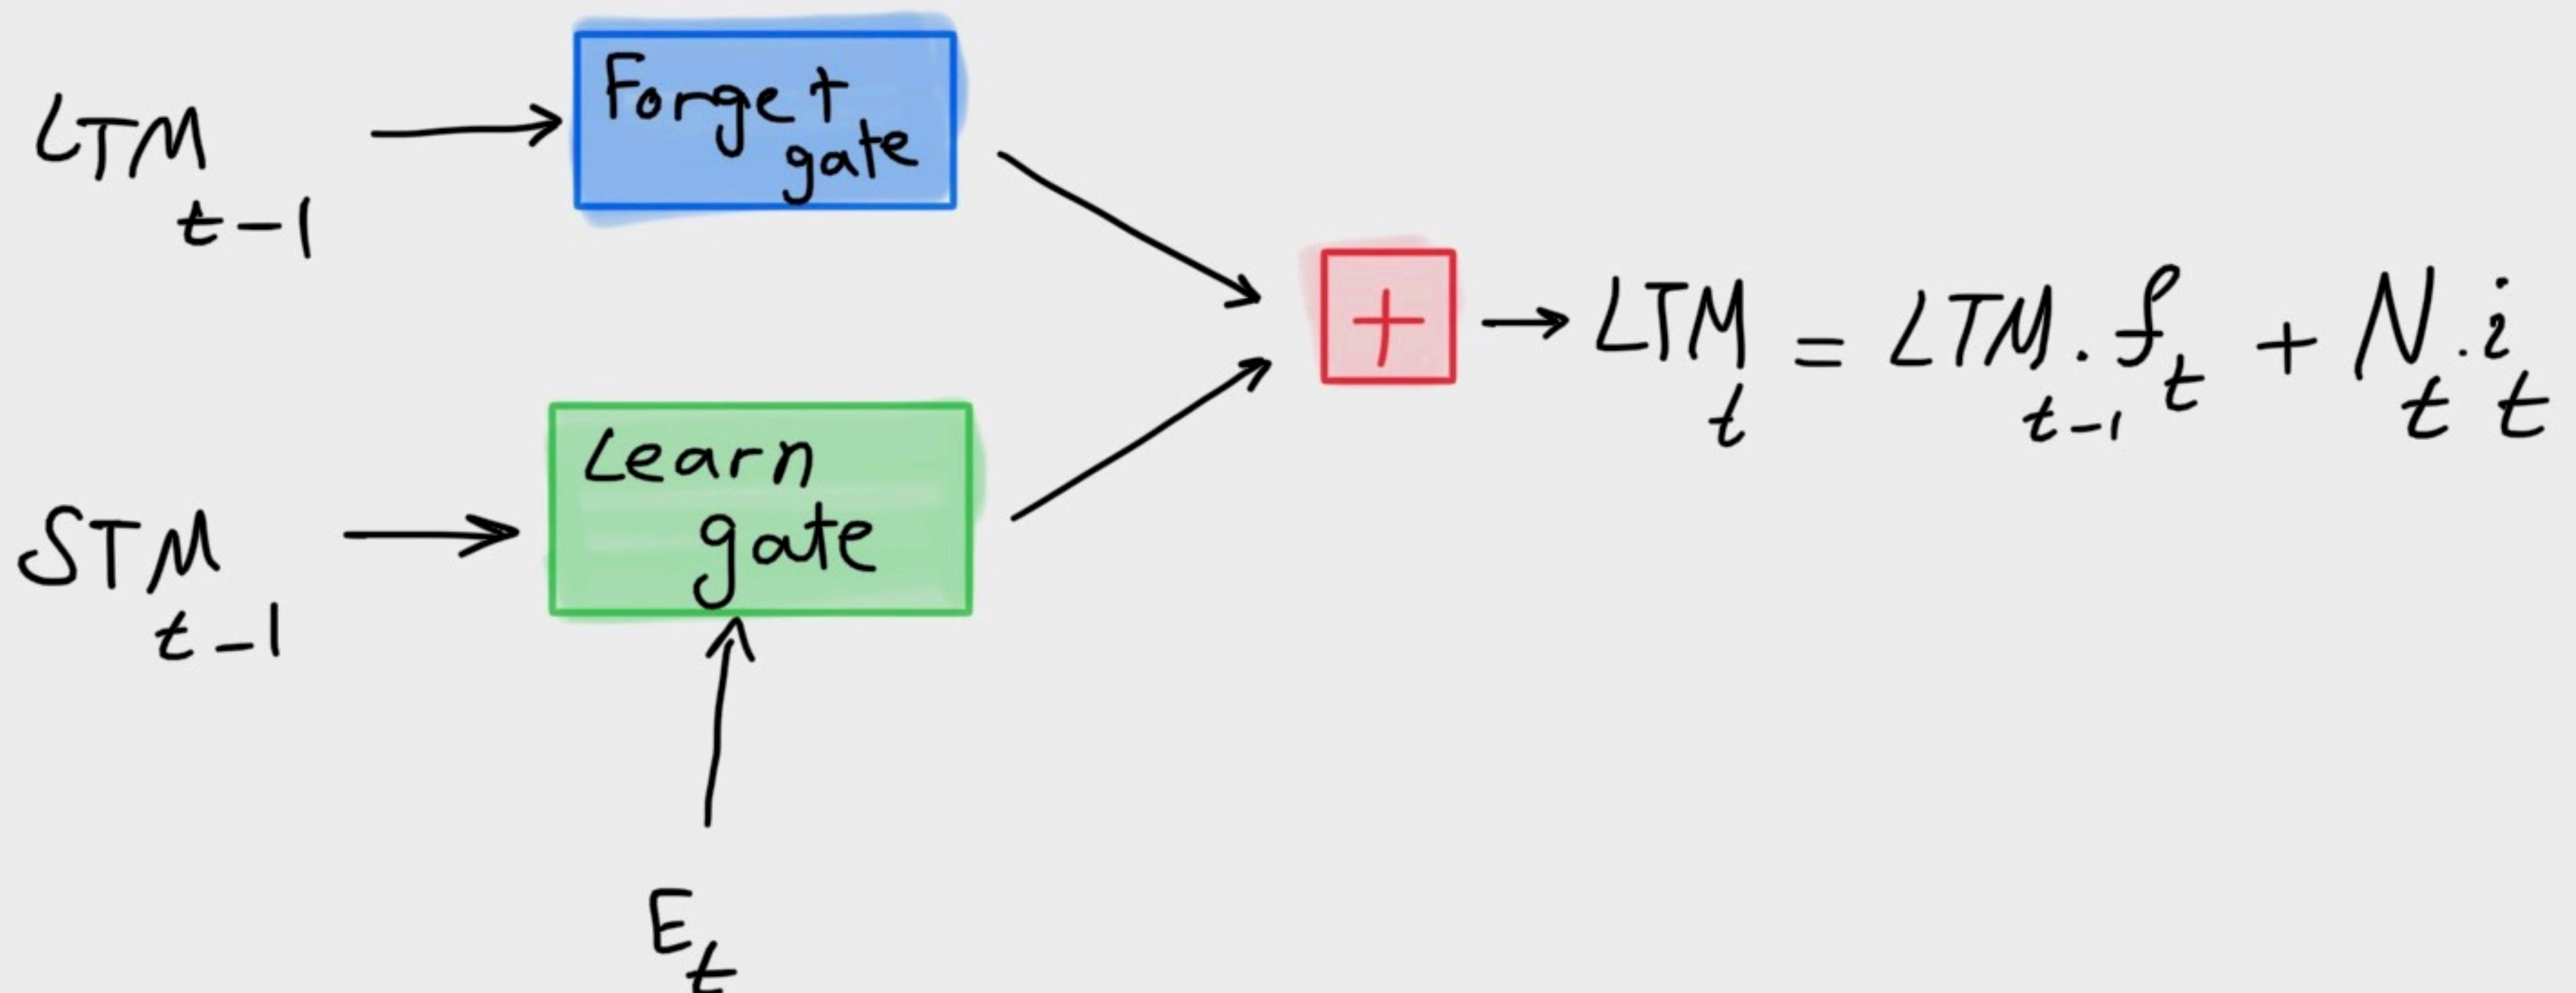 LTM t-1
Forget
gate
+
LTM t = LTM t-1 . f t + N t . i t
STM t-1
Learn
gate
E t